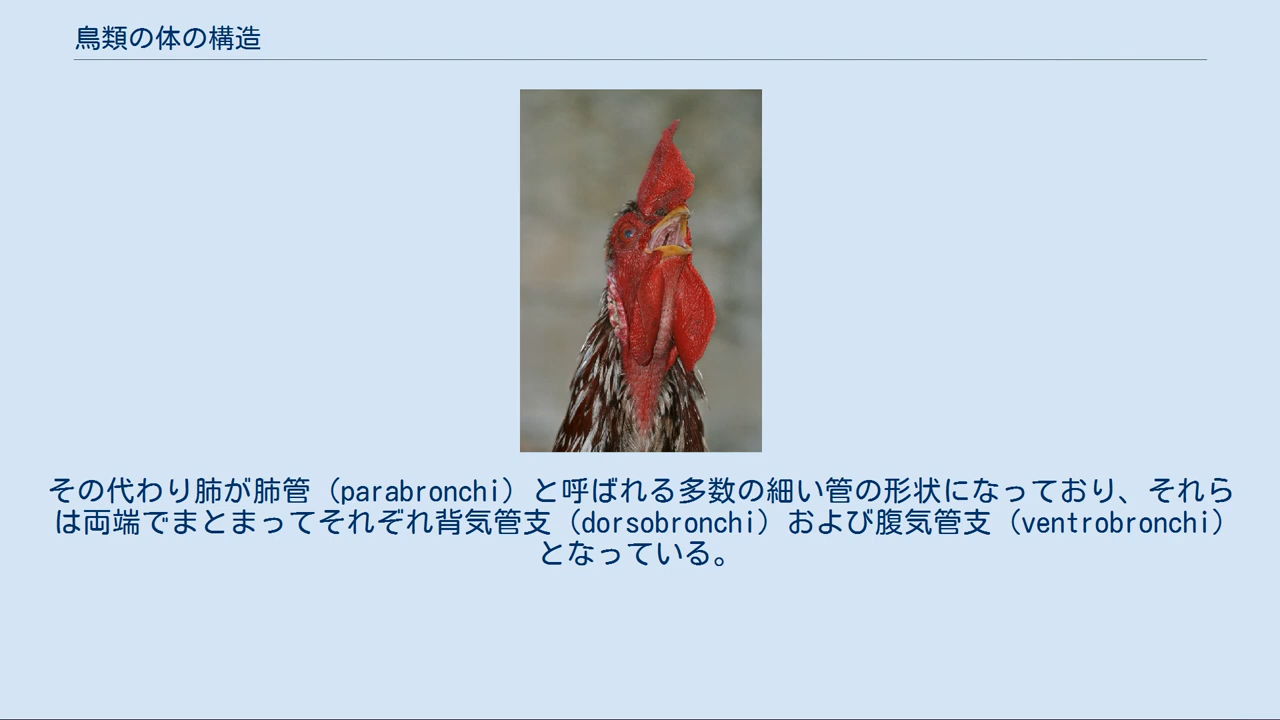 鳥類の体の構造
その代わり肺が肺管（parabronchi）と呼ばれる多数の細い管の形状になっており、それら
は両端でまとまってそれぞれ背気管支（dorsobronchi）および腹気管支（ventrobronchi）
となっている。